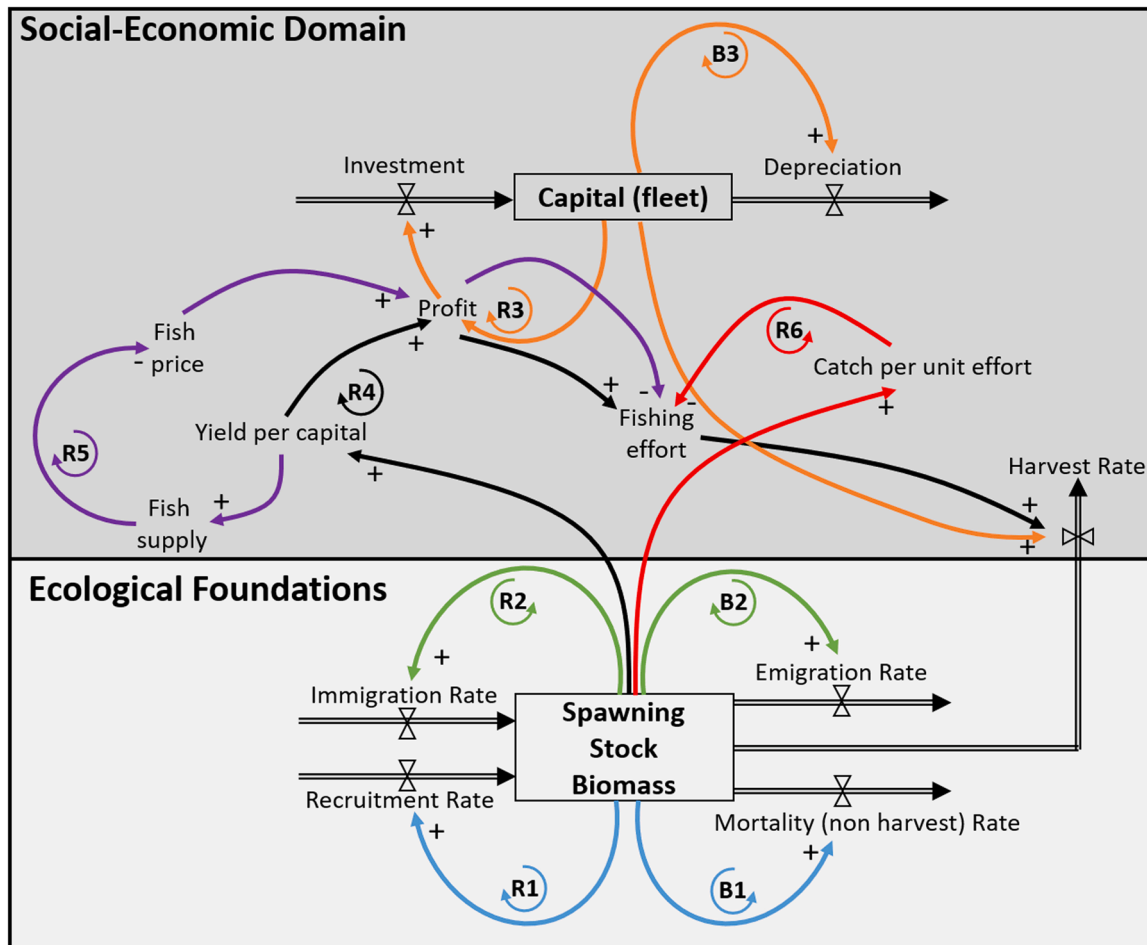 Social-Economic Domain
B3
+
Investment
Depreciation
Capital (fleet)
+
+
Profit
R3
R6
Fish
- price
+
Catch per unit effort
R4
+
-
-
+
Yield per capital
Fishing
effort
R5
+
Harvest Rate
+
Fish
supply
+
+
Ecological Foundations
R2
B2
+
+
Immigration Rate
Emigration Rate
Spawning
Stock
Biomass
Recruitment Rate
+
Mortality (non harvest) Rate
+
R1
B1